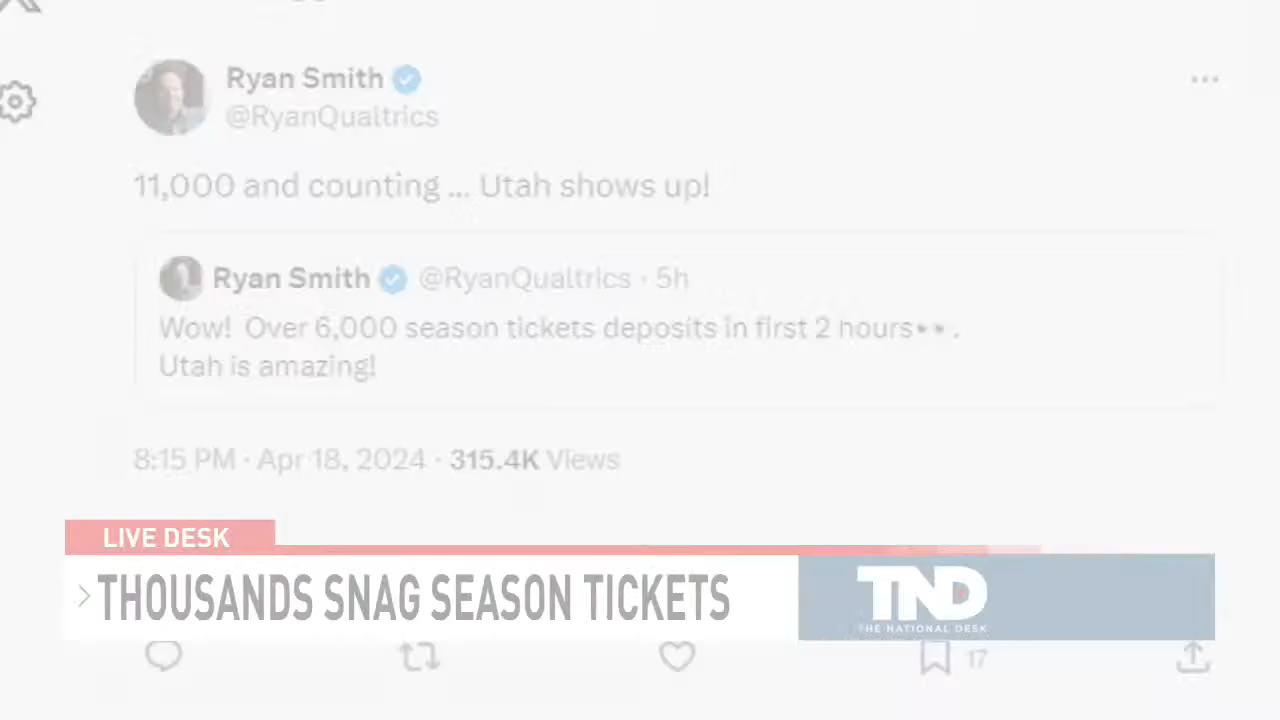 Ryan Smith
@RyanQualtrics
11,000 and counting ... Utah shows up!
Ryan Smith @RyanQualtrics · 5h
Wow! Over 6,000 season tickets deposits in first 2 hours👀.
Utah is amazing!
8:15 PM · Apr 18, 2024 · 315.4K Views
LIVE DESK
THOUSANDS SNAG SEASON TICKETS
TND
THE NATIONAL DESK
17